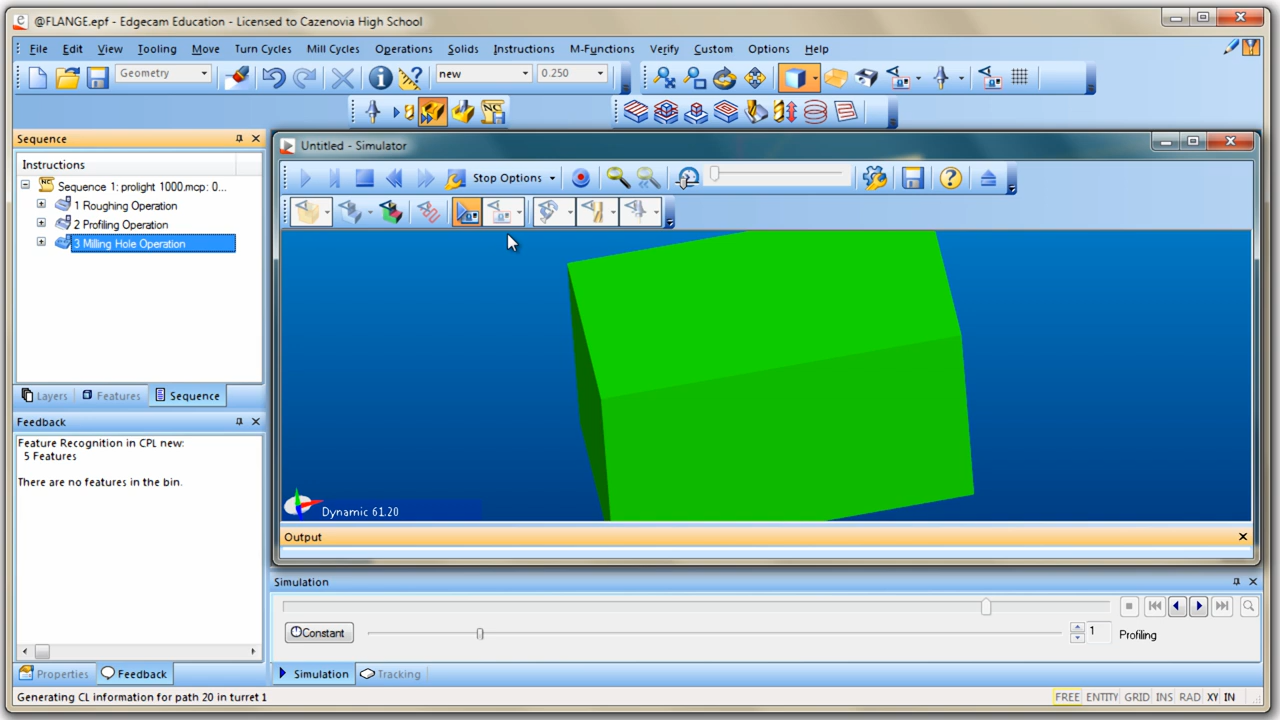 @FLANGE.epf - Edgecam Education - Licensed to Cazenovia High School
File Edit View Tooling Move Turn Cycles Mill Cycles Operations Solids Instructions M-Functions Verify Custom Options Help
Geometry new 0.250
NC
Sequence
Untitled - Simulator
Instructions
Stop Options
Sequence 1: prolight 1000.mcp: 0...
1 Roughing Operation
2 Profiling Operation
3 Milling Hole Operation
Layers Features Sequence
Feedback
Feature Recognition in CPL new:
5 Features
There are no features in the bin.
Dynamic 61.20
Output
Simulation
Constant 1 Profiling
Properties Feedback Simulation Tracking
Generating CL information for path 20 in turret 1
FREE ENTITY GRID INS RAD XY IN